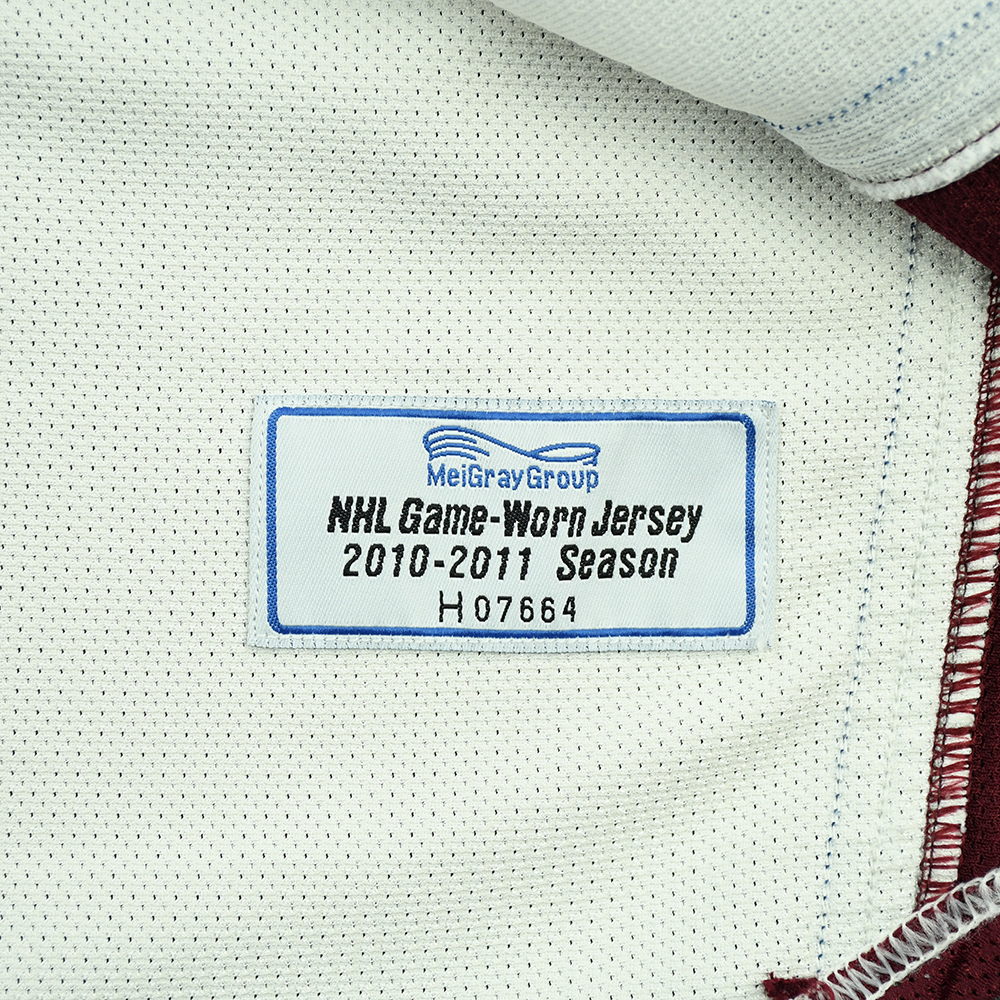 MeiGrayGroup
NHL Game-Worn Jersey
2010-2011 Season
H07664